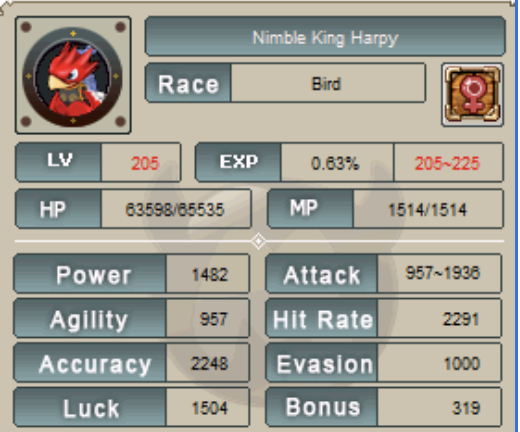 Nimble King Harpy
Race Bird
LV 205 EXP 0.63% 205~225
HP 63598/65535 MP 1514/1514
Power 1482 Attack 957~1936
Agility 957 Hit Rate 2291
Accuracy 2248 Evasion 1000
Luck 1504 Bonus 319